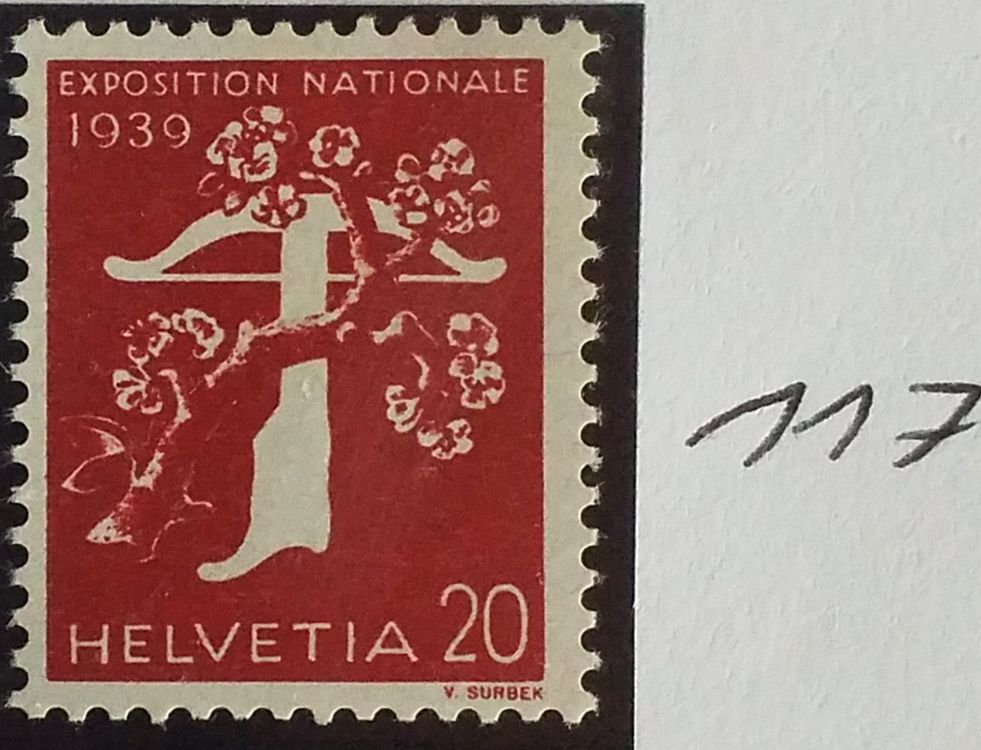 EXPOSITION NATIONALE
1939
117
HELVETIA 20
V. SURBEK